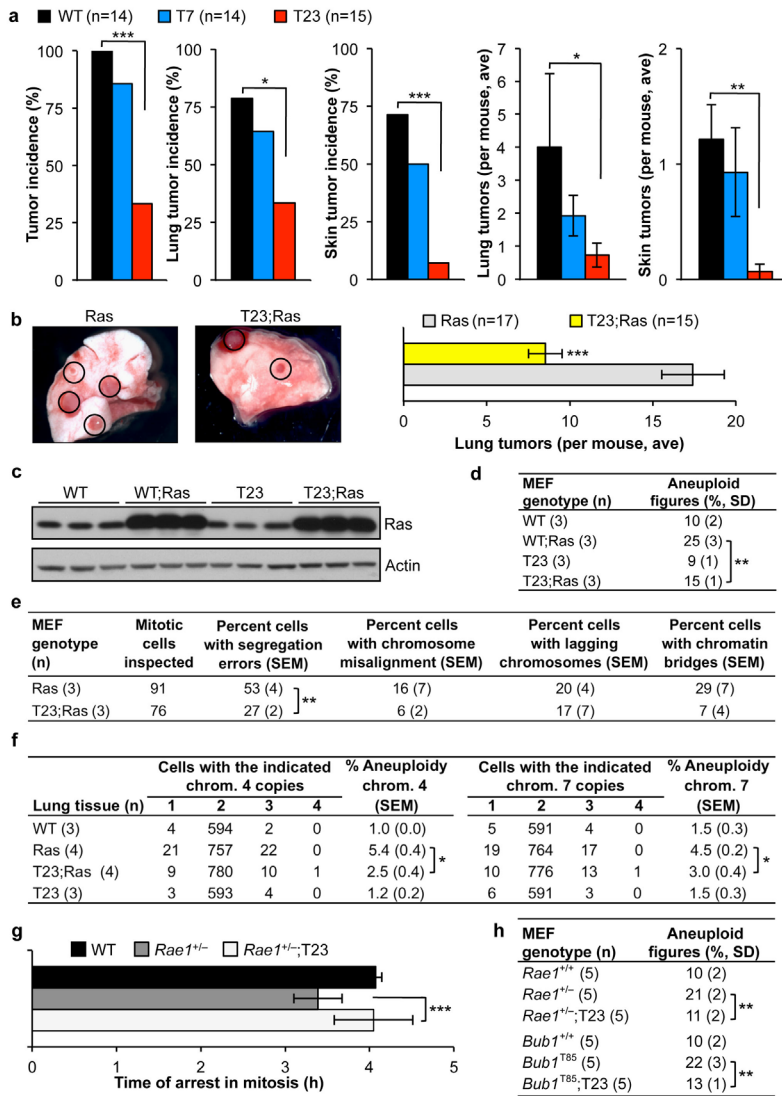 a
WT (n=14) T7 (n=14) T23 (n=15)
Tumor incidence (%)
100
75
50
25
0
***
Lung tumor incidence (%)
100
75
50
25
0
*
Skin tumor incidence (%)
100
75
50
25
0
***
Lung tumors (per mouse, ave)
7
6
5
4
3
2
1
0
*
Skin tumors (per mouse, ave)
2
1
0
**
b
Ras T23;Ras
Ras (n=17) T23;Ras (n=15)
***
0 5 10 15 20
Lung tumors (per mouse, ave)
c
WT WT;Ras T23 T23;Ras
Ras
Actin
d
MEF Aneuploid
genotype (n) figures (%, SD)
WT (3) 10 (2)
WT;Ras (3) 25 (3)
T23 (3) 9 (1) **
T23;Ras (3) 15 (1)
e
MEF Mitotic Percent cells Percent cells Percent cells Percent cells
genotype cells with segregation with chromosome with lagging with chromatin
(n) inspected errors (SEM) misalignment (SEM) chromosomes (SEM) bridges (SEM)
Ras (3) 91 53 (4) 16 (7) 20 (4) 29 (7)
**
T23;Ras (3) 76 27 (2) 6 (2) 17 (7) 7 (4)
f
Cells with the indicated % Aneuploidy Cells with the indicated % Aneuploidy
chrom. 4 copies chrom. 4 chrom. 7 copies chrom. 7
Lung tissue (n) 1 2 3 4 (SEM) 1 2 3 4 (SEM)
WT (3) 4 594 2 0 1.0 (0.0) 5 591 4 0 1.5 (0.3)
Ras (4) 21 757 22 0 5.4 (0.4) 19 764 17 0 4.5 (0.2)
* *
T23;Ras (4) 9 780 10 1 2.5 (0.4) 10 776 13 1 3.0 (0.4)
T23 (3) 3 593 4 0 1.2 (0.2) 6 591 3 0 1.5 (0.3)
g
WT Rae1+/– Rae1+/–;T23
***
0 1 2 3 4 5
Time of arrest in mitosis (h)
h
MEF Aneuploid
genotype (n) figures (%, SD)
Rae1+/+ (5) 10 (2)
Rae1+/– (5) 21 (2)
**
Rae1+/–;T23 (5) 11 (2)
Bub1+/+ (5) 10 (2)
Bub1T85 (5) 22 (3)
**
Bub1T85;T23 (5) 13 (1)